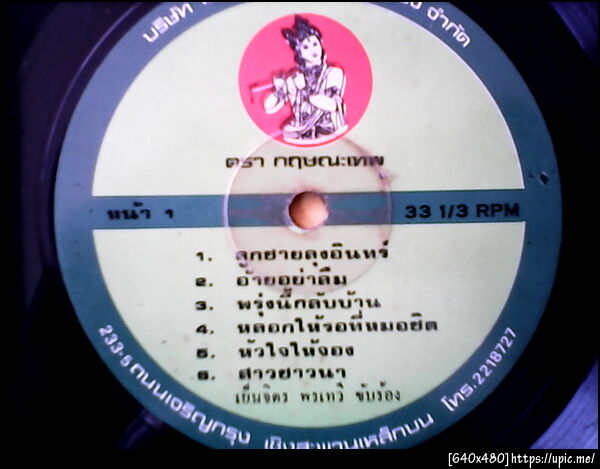 บริษัท
จำกัด
ตรา กฤษณะเทพ
หน้า 1
33 1/3 RPM
1. ลูกชายลุงอินทร์
2. อ้ายอย่าลืม
3. พรุ่งนี้กลับบ้าน
4. หลอกให้รอที่หมอชิต
5. หัวใจให้จอง
6. สาวชาวนา
เย็นจิตร พรเทวี ขับร้อง
233-5 ถนนเจริญกรุง เชิงสะพานเหล็กบน โทร.2218727
[640x480]https://upic.me/